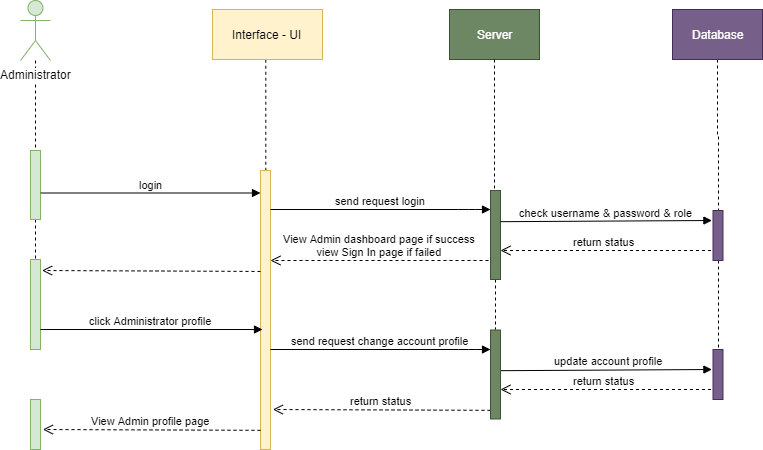 Interface - UI
Server
Database
Administrator
login
send request login
check username & password & role
View Admin dashboard page if success
view Sign In page if failed
return status
click Administrator profile
send request change account profile
update account profile
return status
return status
View Admin profile page